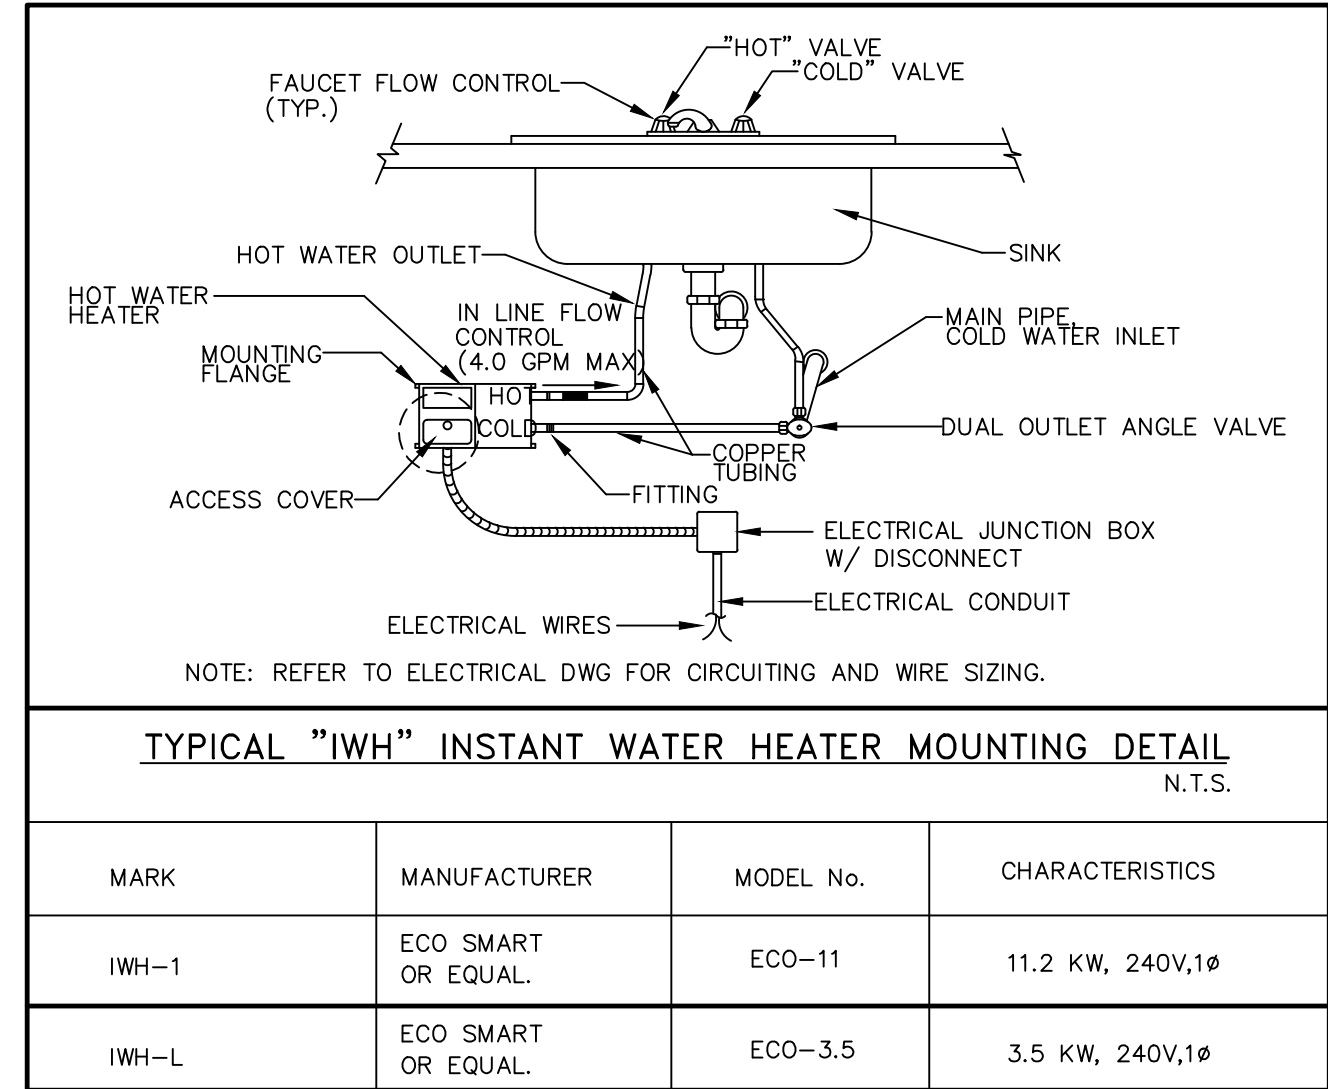 "HOT" VALVE
"COLD" VALVE
FAUCET FLOW CONTROL
(TYP.)
HOT WATER OUTLET
SINK
HOT WATER
HEATER
IN LINE FLOW
CONTROL
(4.0 GPM MAX)
MAIN PIPE,
COLD WATER INLET
MOUNTING
FLANGE
HOT
COLD
DUAL OUTLET ANGLE VALVE
COPPER
TUBING
ACCESS COVER
FITTING
ELECTRICAL JUNCTION BOX
W/ DISCONNECT
ELECTRICAL CONDUIT
ELECTRICAL WIRES
NOTE: REFER TO ELECTRICAL DWG FOR CIRCUITING AND WIRE SIZING.
TYPICAL "IWH" INSTANT WATER HEATER MOUNTING DETAIL
N.T.S.
MARK
MANUFACTURER
MODEL No.
CHARACTERISTICS
IWH-1
ECO SMART
OR EQUAL.
ECO-11
11.2 KW, 240V,1ø
IWH-L
ECO SMART
OR EQUAL.
ECO-3.5
3.5 KW, 240V,1ø